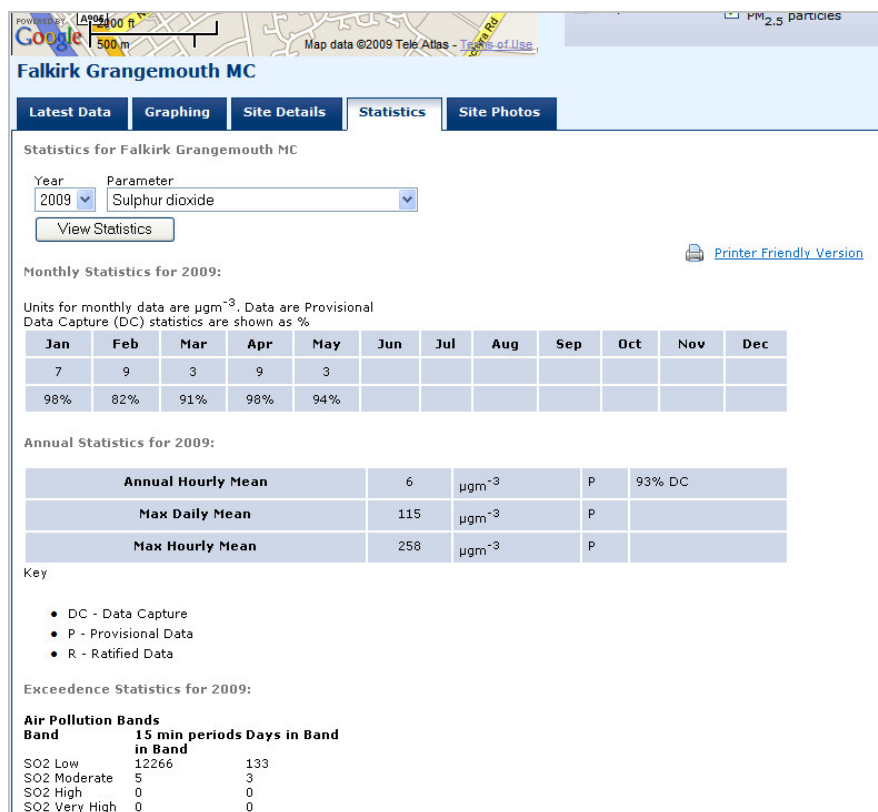 POWERED BY
Google
A905
2000 ft
500 m
Map data ©2009 Tele Atlas - Terms of Use
PM2.5 particles
Falkirk Grangemouth MC
Latest Data Graphing Site Details Statistics Site Photos
Statistics for Falkirk Grangemouth MC
Year Parameter
2009 Sulphur dioxide
View Statistics
Printer Friendly Version
Monthly Statistics for 2009:
Units for monthly data are µgm-3. Data are Provisional
Data Capture (DC) statistics are shown as %
Jan Feb Mar Apr May Jun Jul Aug Sep Oct Nov Dec
7 9 3 9 3
98% 82% 91% 98% 94%
Annual Statistics for 2009:
Annual Hourly Mean 6 µgm-3 P 93% DC
Max Daily Mean 115 µgm-3 P
Max Hourly Mean 258 µgm-3 P
Key
• DC - Data Capture
• P - Provisional Data
• R - Ratified Data
Exceedence Statistics for 2009:
Air Pollution Bands
Band 15 min periods Days in Band
in Band
SO2 Low 12266 133
SO2 Moderate 5 3
SO2 High 0 0
SO2 Very High 0 0